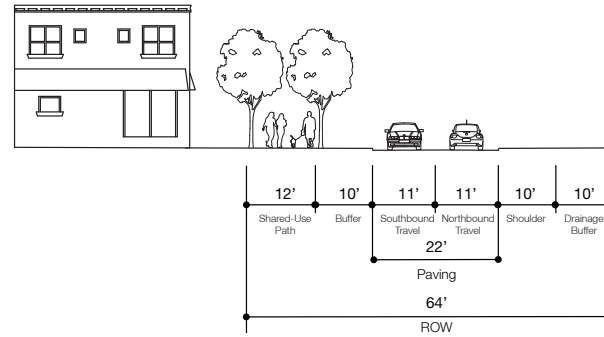 12' 10' 11' 11' 10' 10'
Shared-Use Path Buffer Southbound Travel Northbound Travel Shoulder Drainage Buffer
22'
Paving
64'
ROW